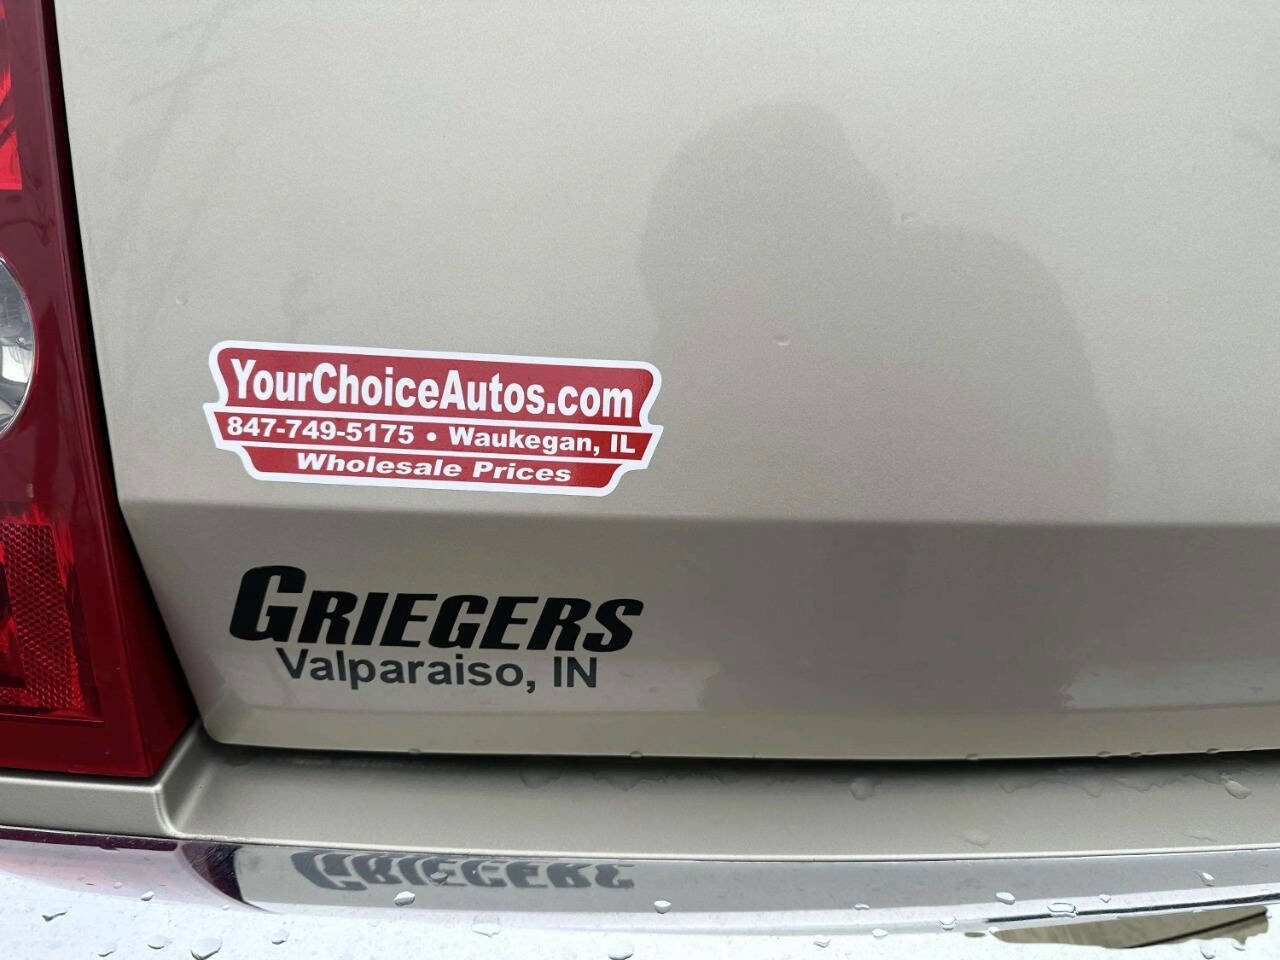 YourChoiceAutos.com
847-749-5175 • Waukegan, IL
Wholesale Prices
GRIEGERS
Valparaiso, IN